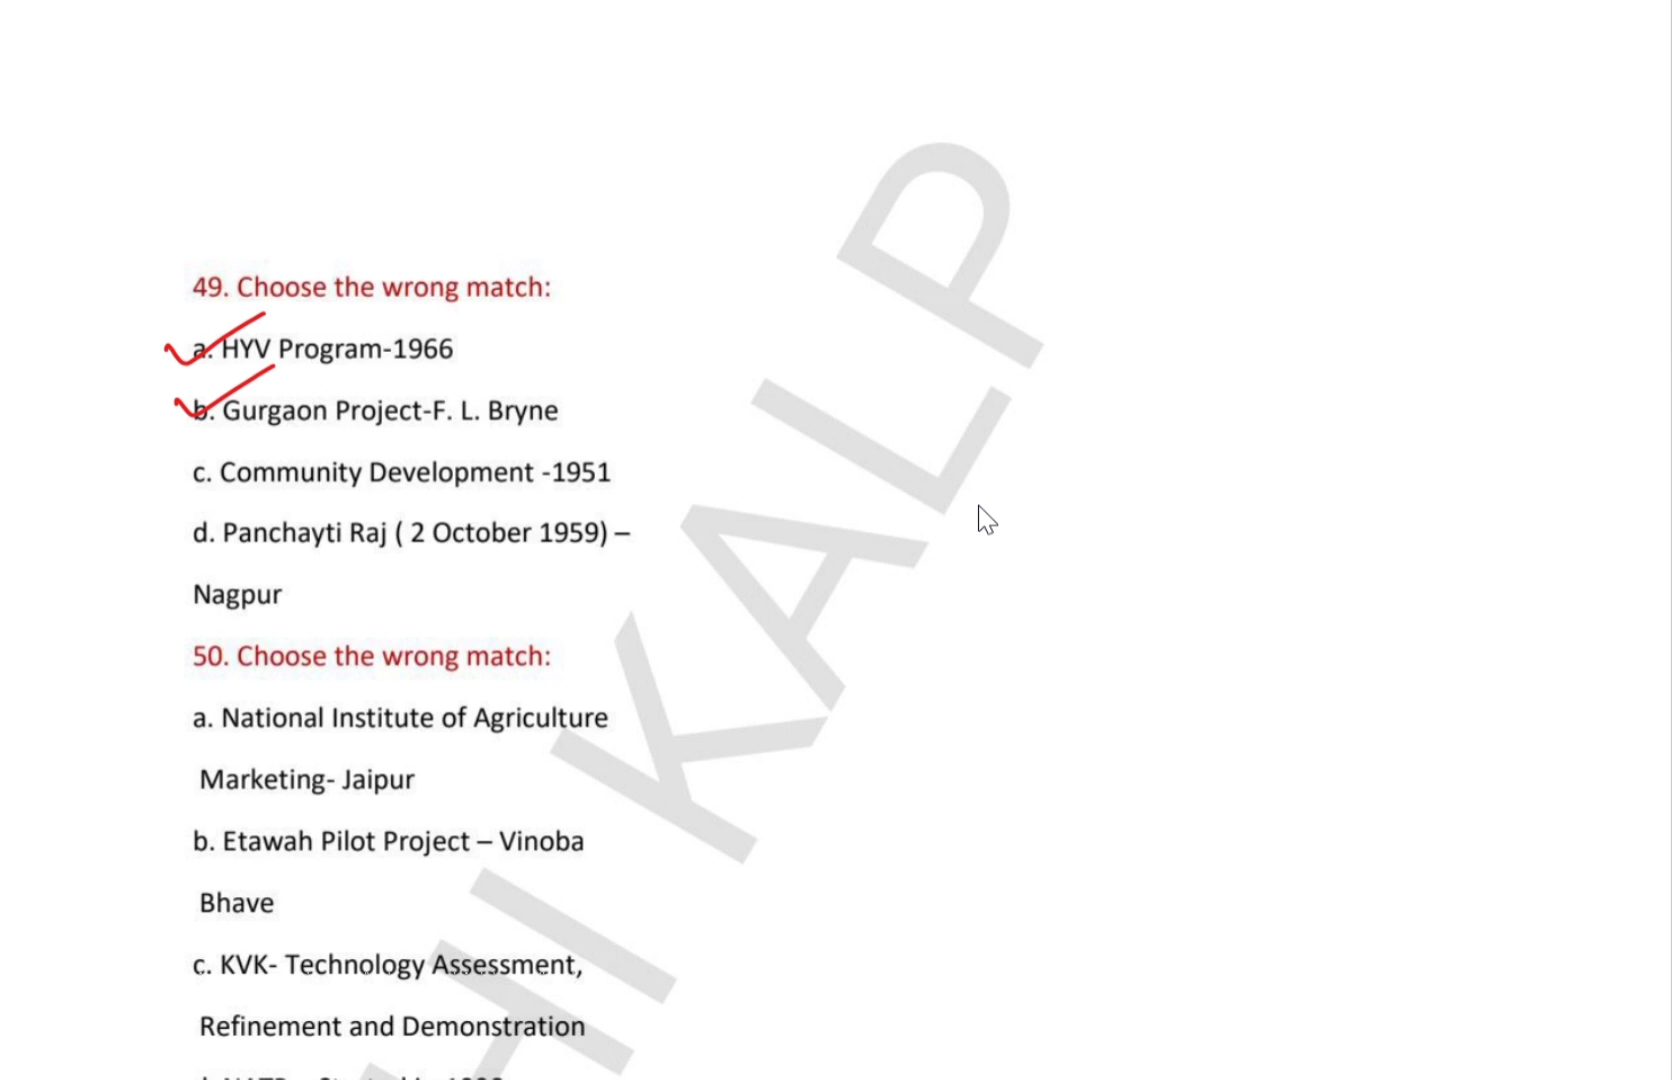 49. Choose the wrong match:
a. HYV Program-1966
b. Gurgaon Project-F. L. Bryne
c. Community Development -1951
d. Panchayti Raj ( 2 October 1959) –
Nagpur
50. Choose the wrong match:
a. National Institute of Agriculture
Marketing- Jaipur
b. Etawah Pilot Project – Vinoba
Bhave
c. KVK- Technology Assessment,
Refinement and Demonstration
HI KALP